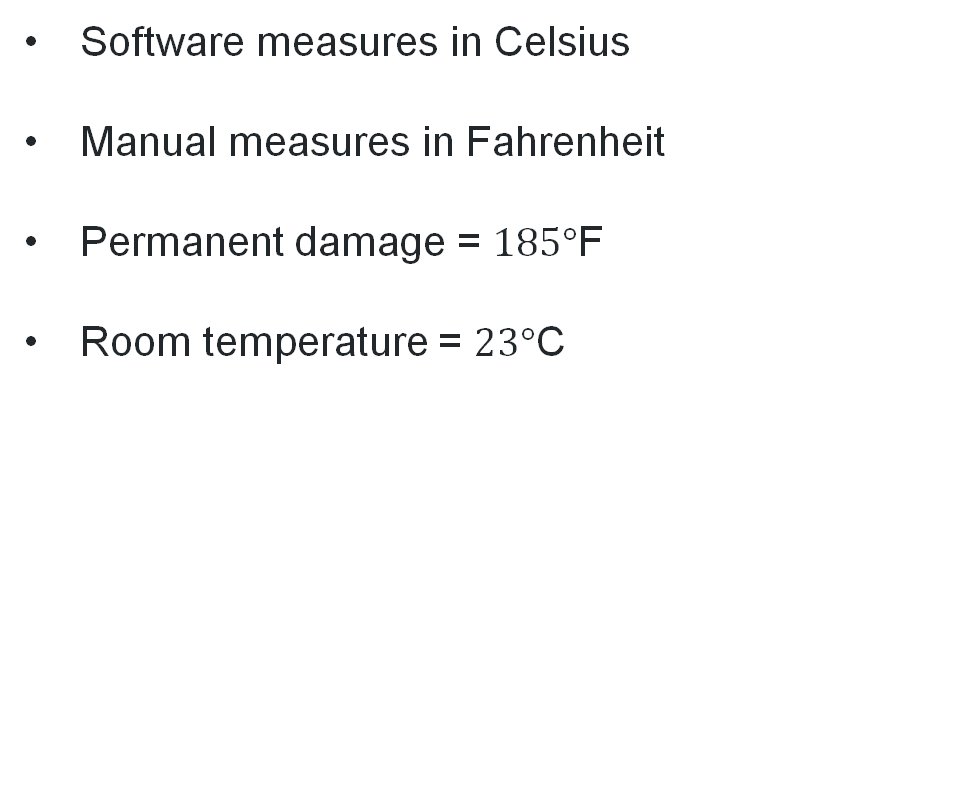 • Software measures in Celsius
• Manual measures in Fahrenheit
• Permanent damage = 185°F
• Room temperature = 23°C